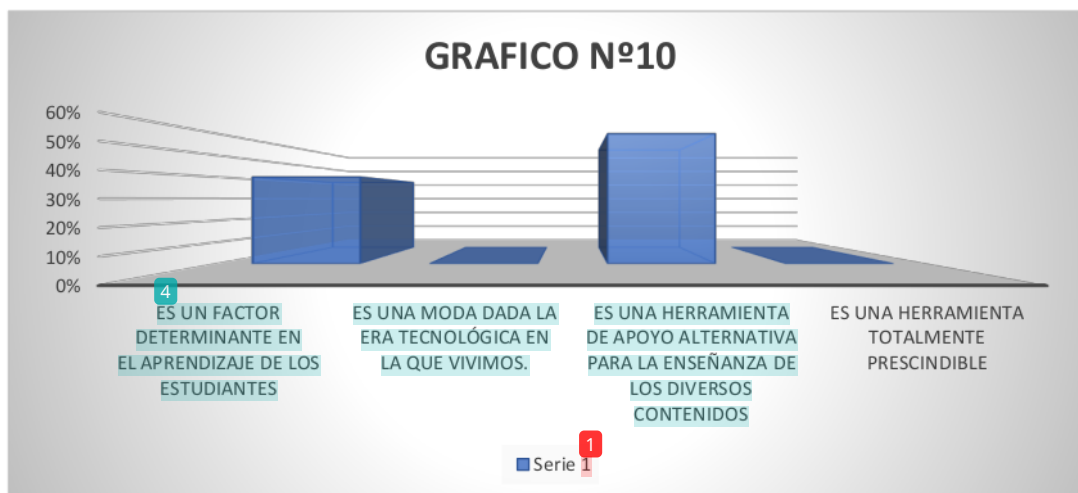 GRAFICO Nº10
60%
50%
40%
30%
20%
10%
0%
4
ES UN FACTOR
DETERMINANTE EN
EL APRENDIZAJE DE LOS
ESTUDIANTES
ES UNA MODA DADA LA
ERA TECNOLÓGICA EN
LA QUE VIVIMOS.
ES UNA HERRAMIENTA
DE APOYO ALTERNATIVA
PARA LA ENSEÑANZA DE
LOS DIVERSOS
CONTENIDOS
ES UNA HERRAMIENTA
TOTALMENTE
PRESCINDIBLE
1
Serie 1